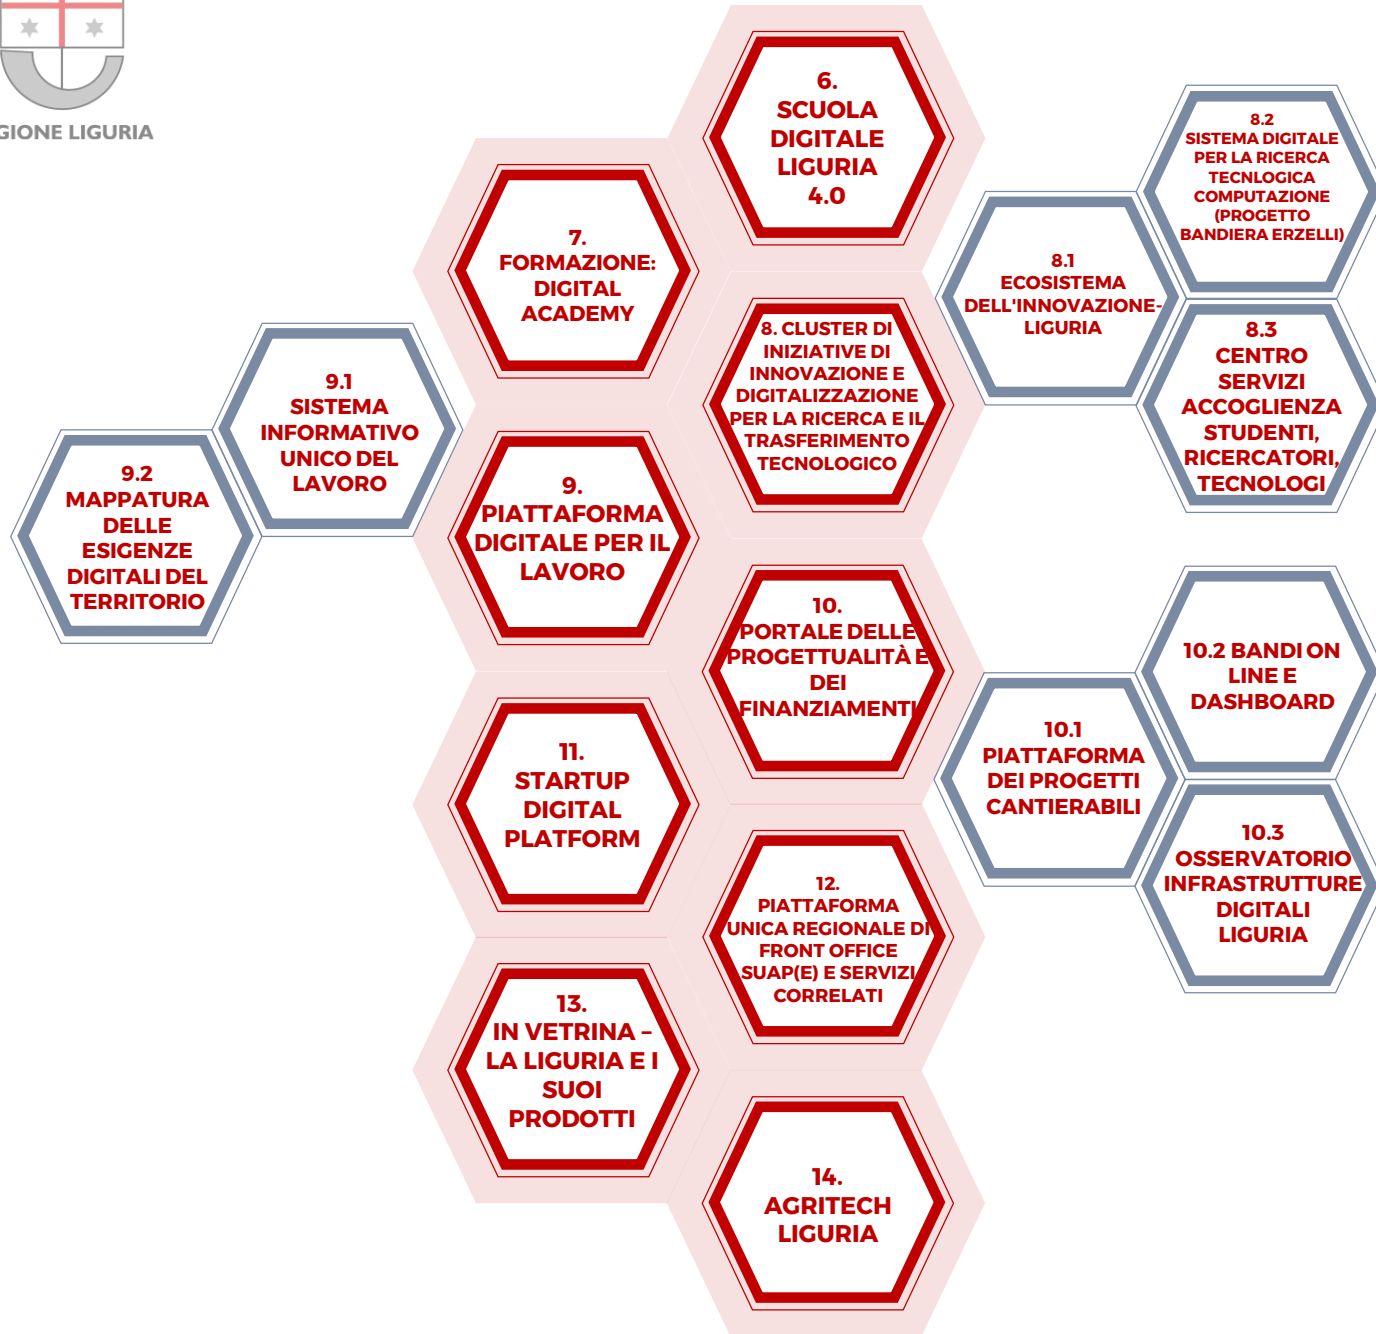 GIONE LIGURIA
6.
SCUOLA
DIGITALE
LIGURIA
4.0
7.
FORMAZIONE:
DIGITAL
ACADEMY
8. CLUSTER DI
INIZIATIVE DI
INNOVAZIONE E
DIGITALIZZAZIONE
PER LA RICERCA E IL
TRASFERIMENTO
TECNOLOGICO
8.1
ECOSISTEMA
DELL'INNOVAZIONE-
LIGURIA
8.2
SISTEMA DIGITALE
PER LA RICERCA
TECNLOGICA
COMPUTAZIONE
(PROGETTO
BANDIERA ERZELLI)
8.3
CENTRO
SERVIZI
ACCOGLIENZA
STUDENTI,
RICERCATORI,
TECNOLOGI
9.
PIATTAFORMA
DIGITALE PER IL
LAVORO
9.1
SISTEMA
INFORMATIVO
UNICO DEL
LAVORO
9.2
MAPPATURA
DELLE
ESIGENZE
DIGITALI DEL
TERRITORIO
10.
PORTALE DELLE
PROGETTUALITÀ E
DEI
FINANZIAMENTI
10.1
PIATTAFORMA
DEI PROGETTI
CANTIERABILI
10.2 BANDI ON
LINE E
DASHBOARD
10.3
OSSERVATORIO
INFRASTRUTTURE
DIGITALI
LIGURIA
11.
STARTUP
DIGITAL
PLATFORM
12.
PIATTAFORMA
UNICA REGIONALE DI
FRONT OFFICE
SUAP(E) E SERVIZI
CORRELATI
13.
IN VETRINA –
LA LIGURIA E I
SUOI
PRODOTTI
14.
AGRITECH
LIGURIA